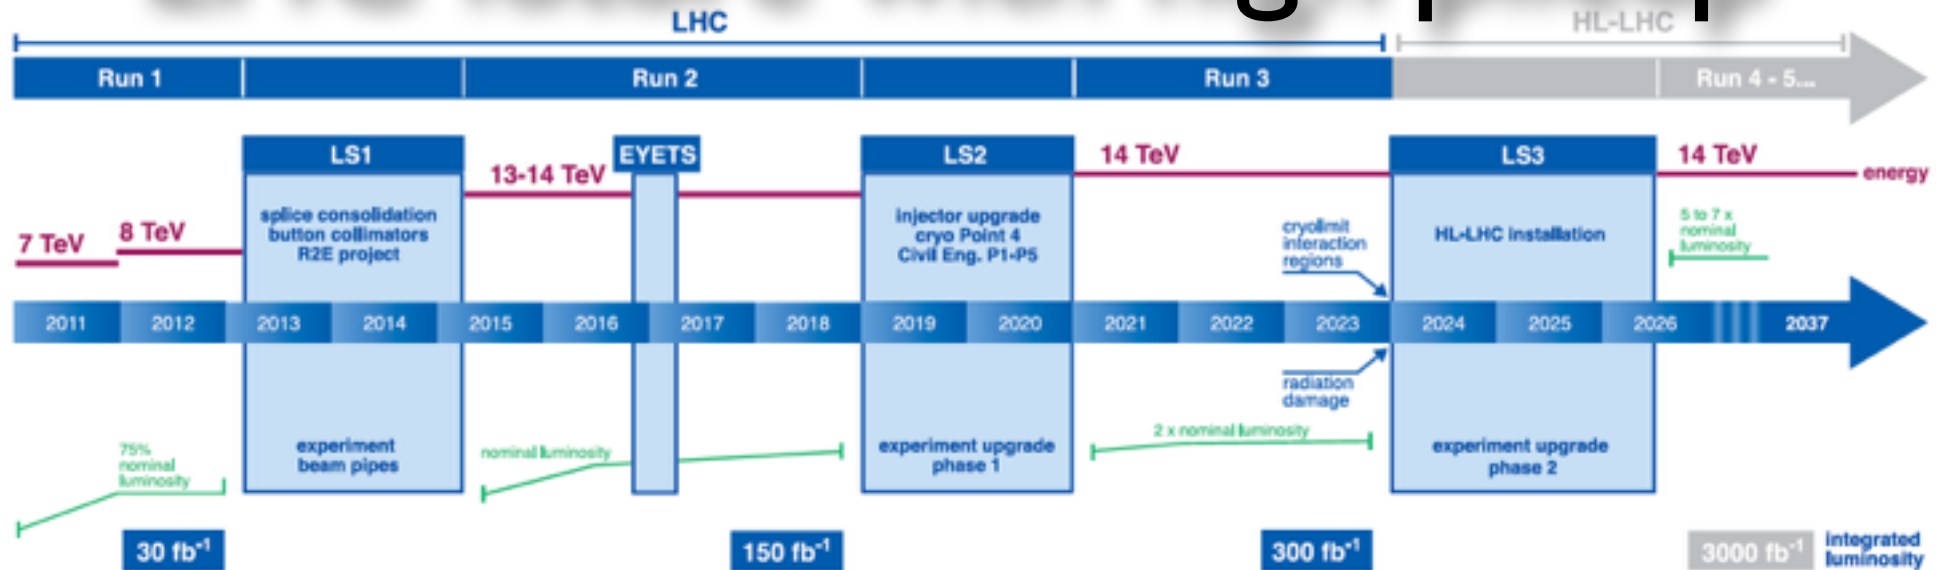 LHC
HL-LHC
Run 1
Run 2
Run 3
Run 4 - 5...
LS1
EYETS
LS2
14 TeV
LS3
14 TeV
energy
13-14 TeV
splice consolidation
button collimators
R2E project
injector upgrade
cryo Point 4
Civil Eng. P1-P5
cryolimit
interaction
regions
HL-LHC installation
5 to 7 x
nominal
luminosity
7 TeV
8 TeV
2011
2012
2013
2014
2015
2016
2017
2018
2019
2020
2021
2022
2023
2024
2025
2026
2037
radiation
damage
75%
nominal
luminosity
experiment
beam pipes
nominal luminosity
experiment upgrade
phase 1
2 x nominal luminosity
experiment upgrade
phase 2
30 fb⁻¹
150 fb⁻¹
300 fb⁻¹
3000 fb⁻¹
integrated
luminosity